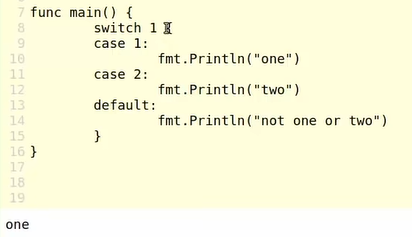 7 func main() {
8 switch 1 {
9 case 1:
10 fmt.Println("one")
11 case 2:
12 fmt.Println("two")
13 default:
14 fmt.Println("not one or two")
15 }
16 }
17
18
19
one